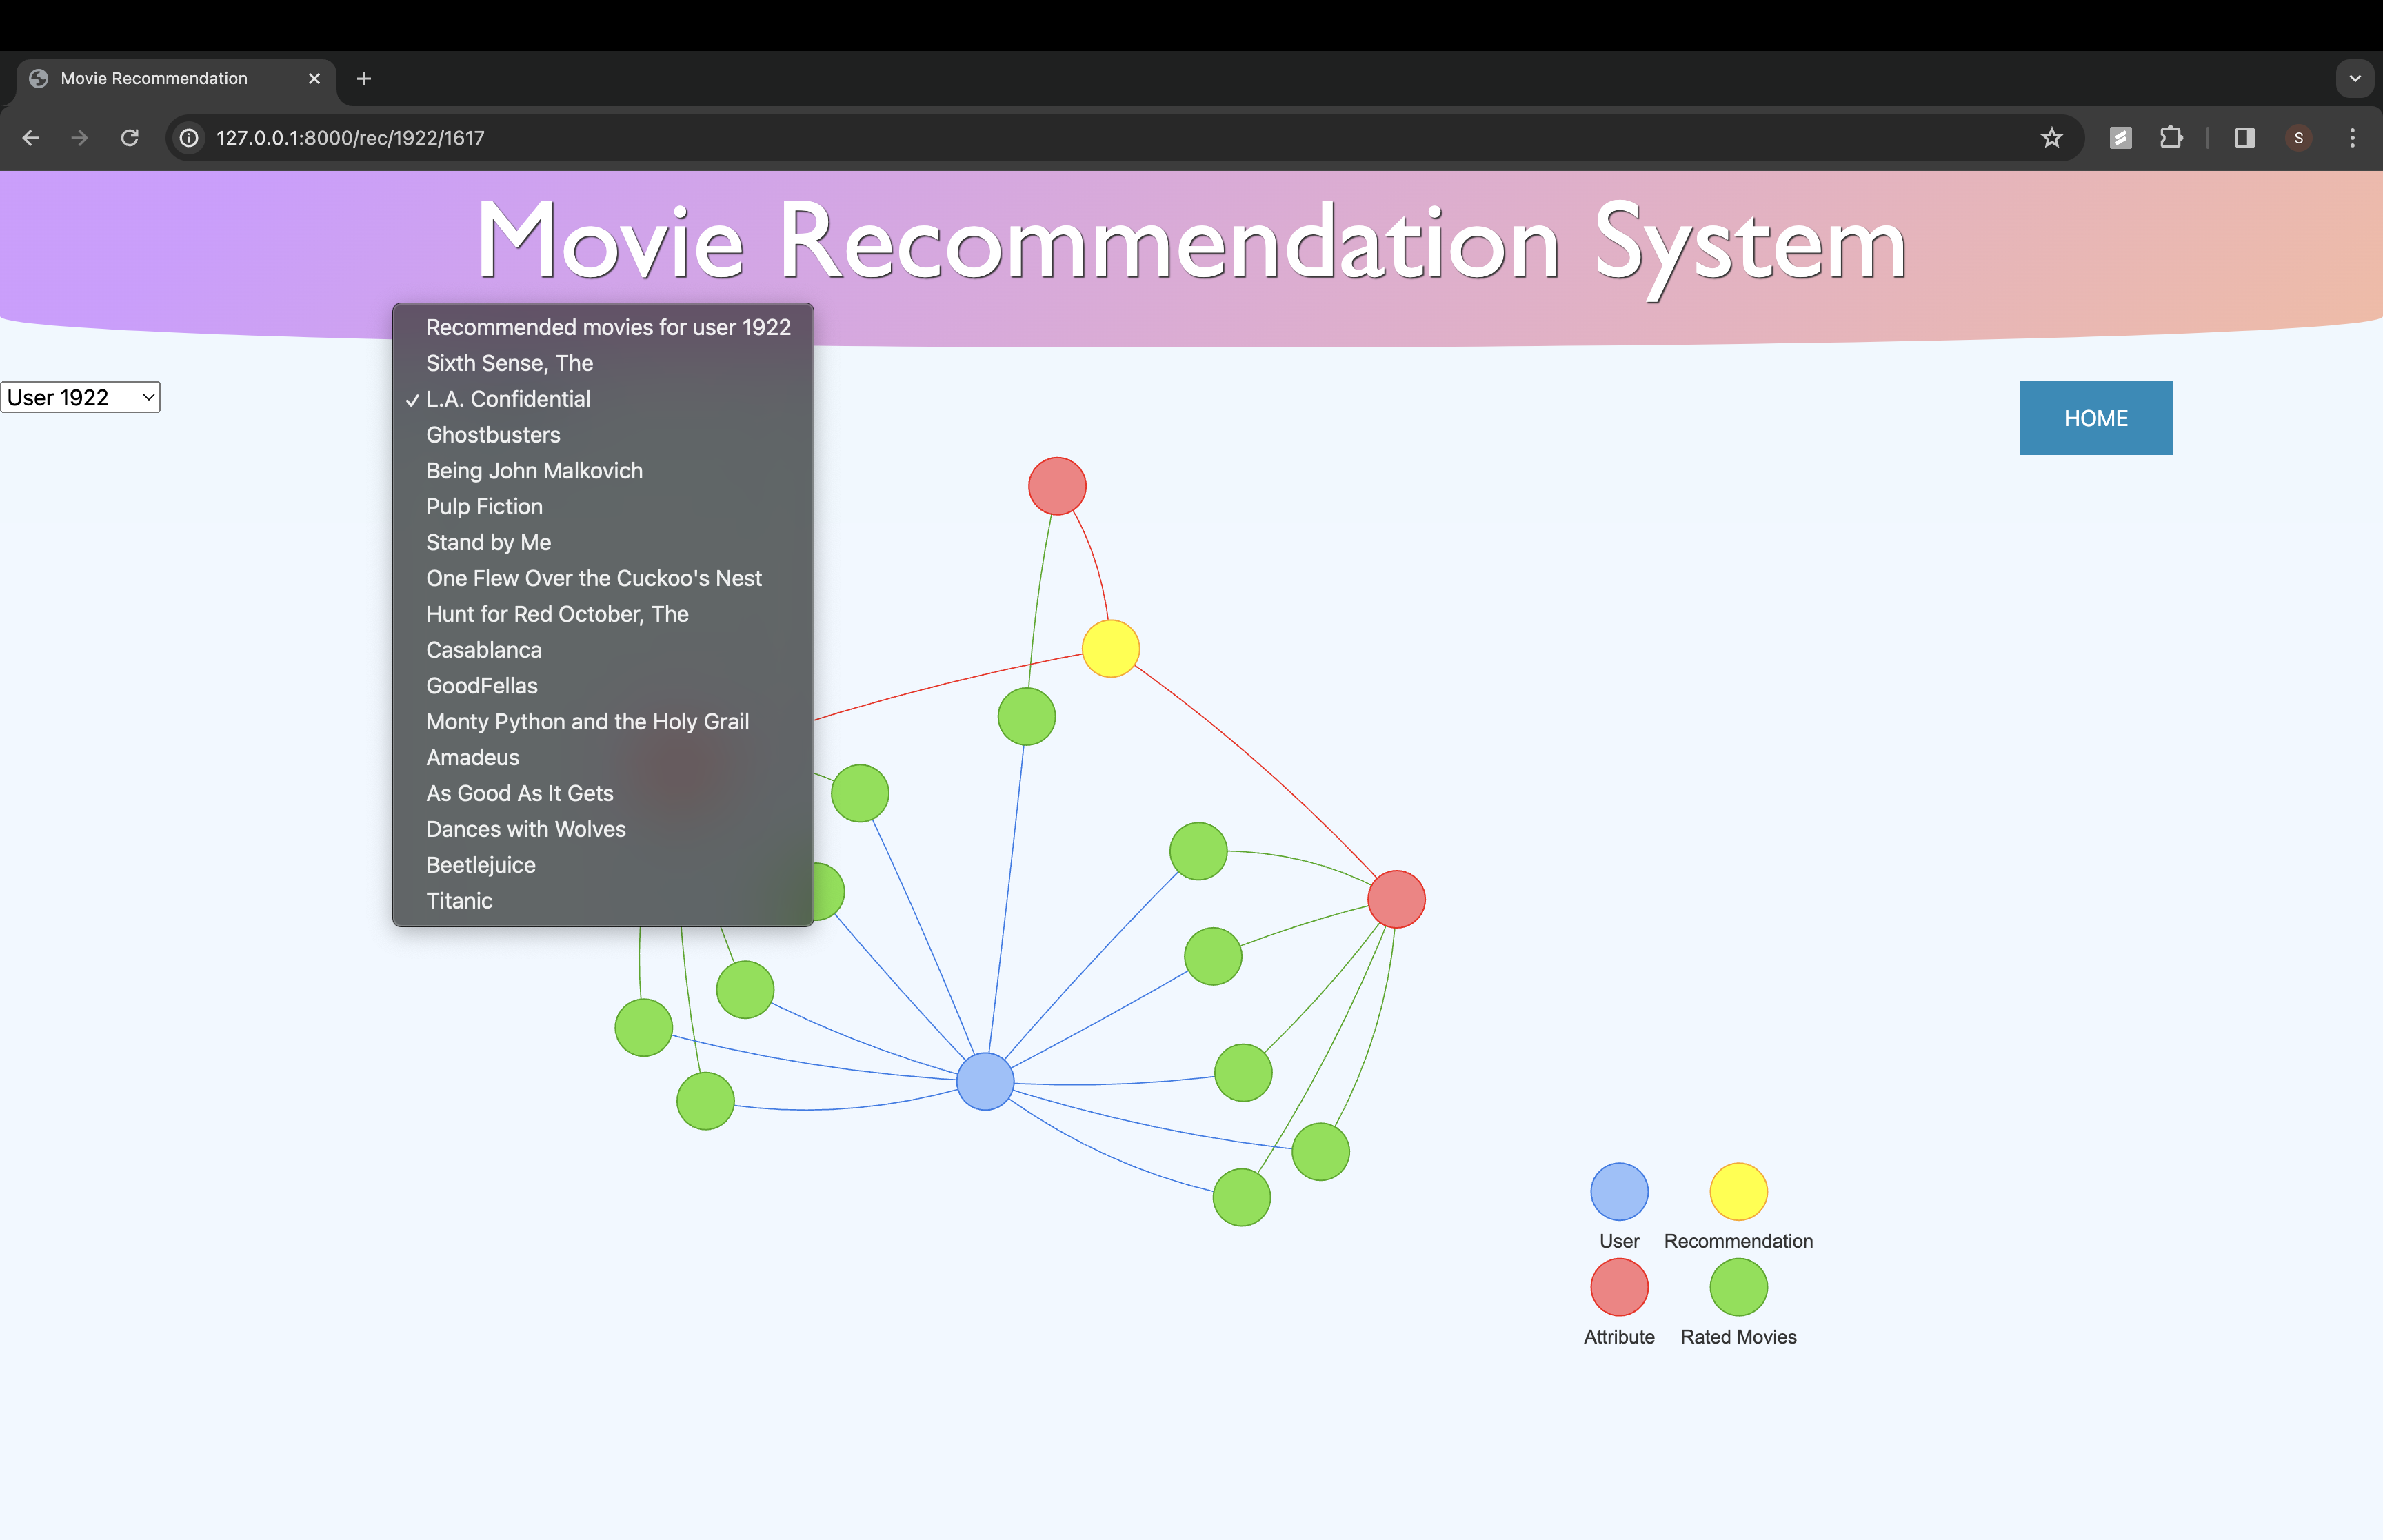 Movie Recommendation
127.0.0.1:8000/rec/1922/1617
S
Movie Recommendation System
User 1922
Recommended movies for user 1922
Sixth Sense, The
✓ L.A. Confidential
Ghostbusters
Being John Malkovich
Pulp Fiction
Stand by Me
One Flew Over the Cuckoo's Nest
Hunt for Red October, The
Casablanca
GoodFellas
Monty Python and the Holy Grail
Amadeus
As Good As It Gets
Dances with Wolves
Beetlejuice
Titanic
HOME
User Recommendation
Attribute Rated Movies